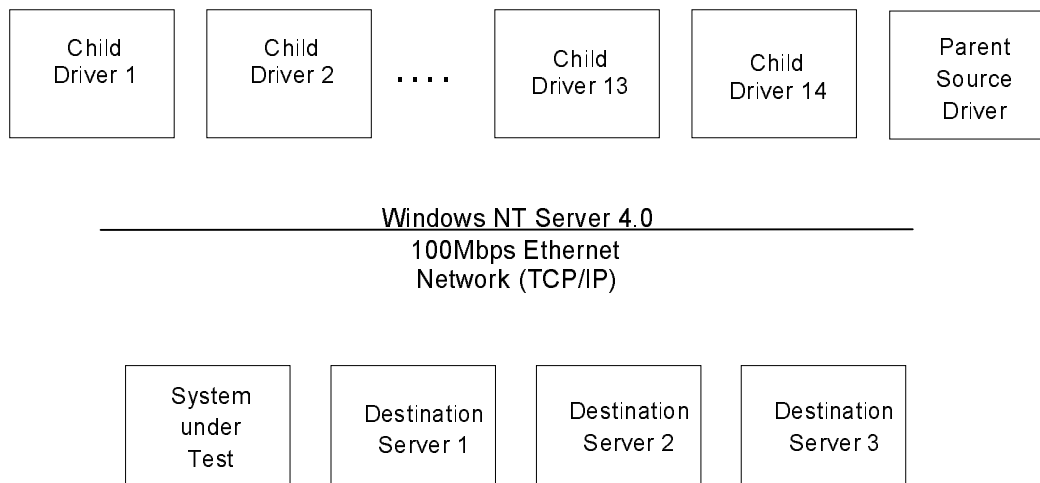 Child
Driver 1
Child
Driver 2
. . . .
Child
Driver 13
Child
Driver 14
Parent
Source
Driver
Windows NT Server 4.0
100Mbps Ethernet
Network (TCP/IP)
System
under
Test
Destination
Server 1
Destination
Server 2
Destination
Server 3